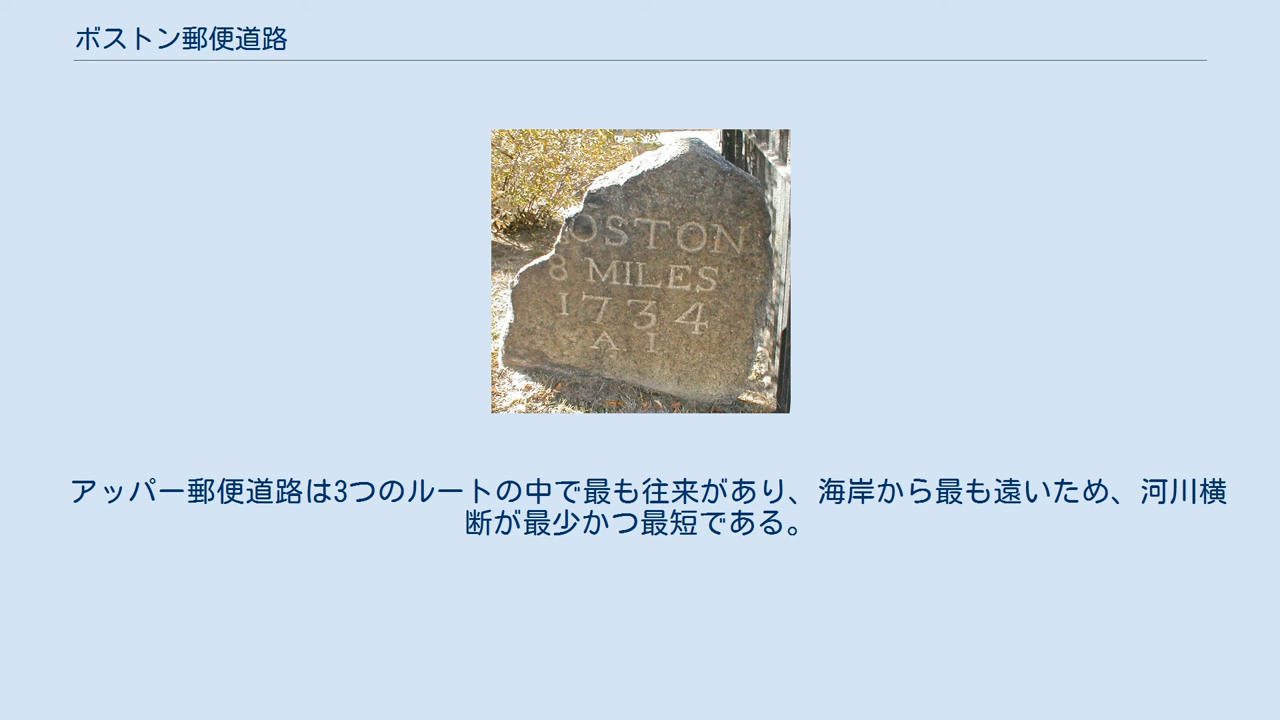 ボストン郵便道路
OSTON
8 MILES
1734
A I
アッパー郵便道路は3つのルートの中で最も往来があり、海岸から最も遠いため、河川横
断が最少かつ最短である。